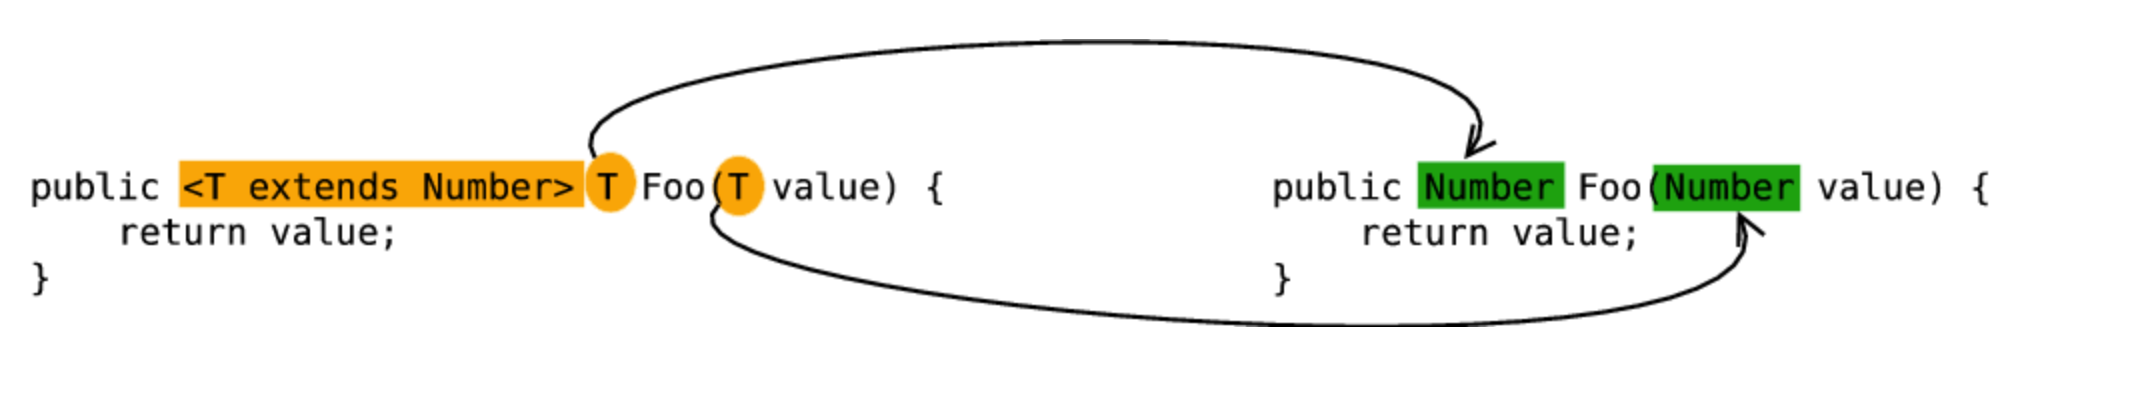 public <T extends Number> T Foo(T value) {
    return value;
}
public Number Foo(Number value) {
    return value;
}